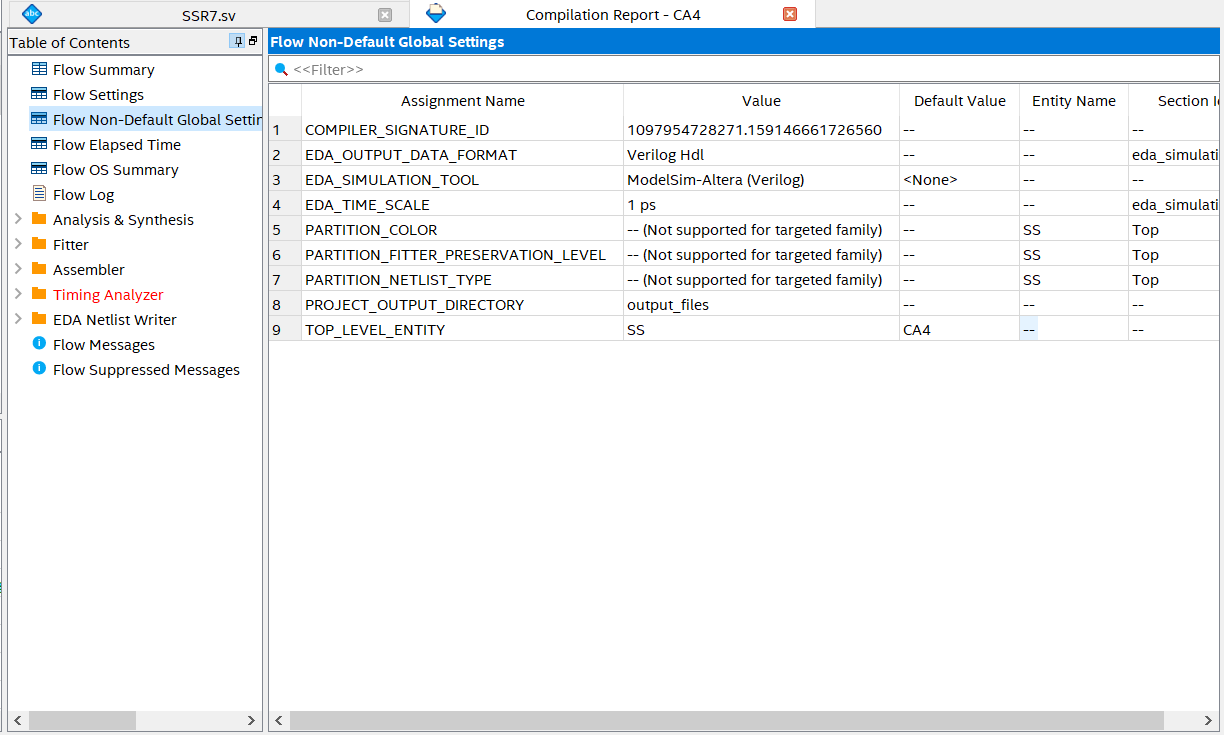 abc
SSR7.sv
Compilation Report - CA4
Table of Contents
Flow Summary
Flow Settings
Flow Non-Default Global Settin
Flow Elapsed Time
Flow OS Summary
Flow Log
Analysis & Synthesis
Fitter
Assembler
Timing Analyzer
EDA Netlist Writer
Flow Messages
Flow Suppressed Messages
Flow Non-Default Global Settings
<<Filter>>
Assignment Name Value Default Value Entity Name Section Id
1 COMPILER_SIGNATURE_ID 1097954728271.159146661726560 -- -- --
2 EDA_OUTPUT_DATA_FORMAT Verilog Hdl -- -- eda_simulati
3 EDA_SIMULATION_TOOL ModelSim-Altera (Verilog) <None> -- --
4 EDA_TIME_SCALE 1 ps -- -- eda_simulati
5 PARTITION_COLOR -- (Not supported for targeted family) -- SS Top
6 PARTITION_FITTER_PRESERVATION_LEVEL -- (Not supported for targeted family) -- SS Top
7 PARTITION_NETLIST_TYPE -- (Not supported for targeted family) -- SS Top
8 PROJECT_OUTPUT_DIRECTORY output_files -- -- --
9 TOP_LEVEL_ENTITY SS CA4 -- --